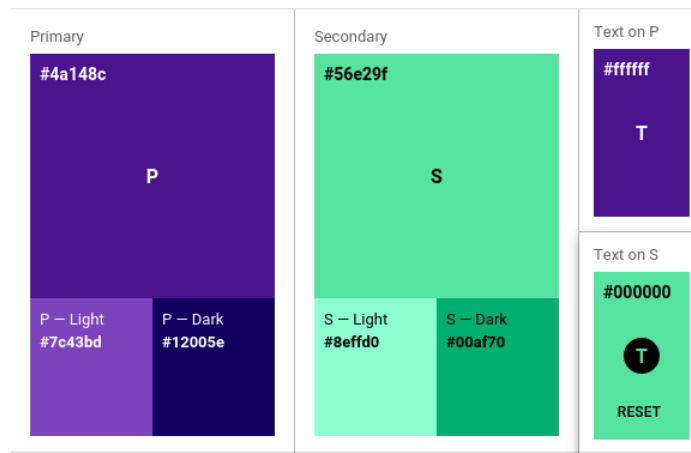 Primary
#4a148c
P
P — Light
#7c43bd
P — Dark
#12005e
Secondary
#56e29f
S
S — Light
#8effd0
S — Dark
#00af70
Text on P
#ffffff
T
Text on S
#000000
T
RESET